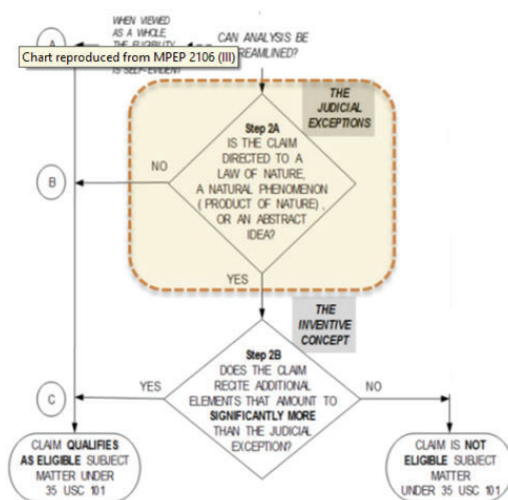 WHEN VIEWED
AS A WHOLE,
THE ELIGIBILITY
IS SELF-EVIDENT
CAN ANALYSIS BE
STREAMLINED?
A
Chart reproduced from MPEP 2106 (III)
THE
JUDICIAL
EXCEPTIONS
Step 2A
IS THE CLAIM
DIRECTED TO A
LAW OF NATURE,
A NATURAL PHENOMENON
( PRODUCT OF NATURE) ,
OR AN ABSTRACT
IDEA?
NO
B
YES
THE
INVENTIVE
CONCEPT
Step 2B
DOES THE CLAIM
RECITE ADDITIONAL
ELEMENTS THAT AMOUNT TO
SIGNIFICANTLY MORE
THAN THE JUDICIAL
EXCEPTION?
YES
NO
C
CLAIM QUALIFIES
AS ELIGIBLE SUBJECT
MATTER UNDER
35 USC 101
CLAIM IS NOT
ELIGIBLE SUBJECT
MATTER
UNDER 35 USC 101